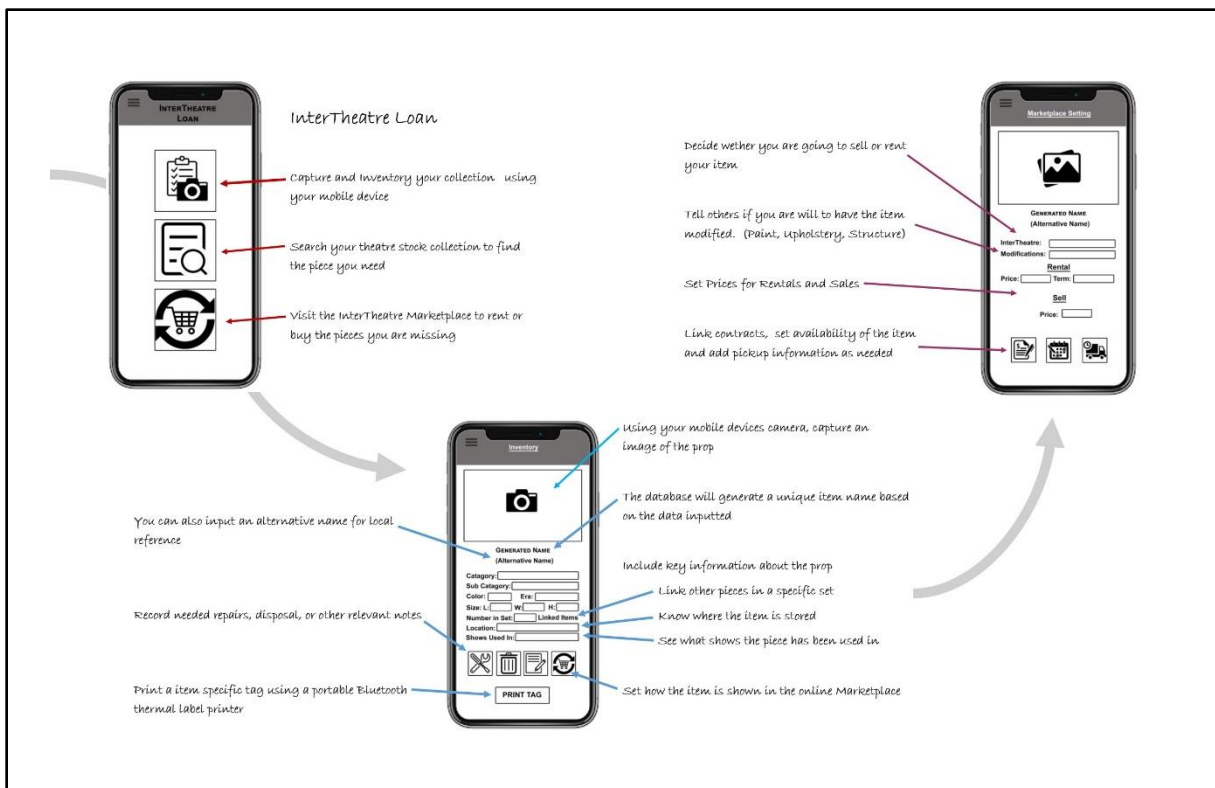 INTERTHEATRE
LOAN
InterTheatre Loan
Capture and Inventory your collection using
your mobile device
Search your theatre stock collection to find
the piece you need
Visit the InterTheatre Marketplace to rent or
buy the pieces you are missing
Inventory
GENERATED NAME
(Alternative Name)
Catagory:
Sub Catagory:
Color: Era:
Size: L: W: H:
Number in Set: Linked Items
Location:
Shows Used In:
PRINT TAG
You can also input an alternative name for local
reference
Record needed repairs, disposal, or other relevant notes
Print a item specific tag using a portable Bluetooth
thermal label printer
Using your mobile devices camera, capture an
image of the prop
The database will generate a unique item name based
on the data inputted
Include key information about the prop
Link other pieces in a specific set
Know where the item is stored
See what shows the piece has been used in
Set how the item is shown in the online Marketplace
Decide wether you are going to sell or rent
your item
Tell others if you are will to have the item
modified. (Paint, Upholstery, Structure)
Set Prices for Rentals and Sales
Link contracts, set availability of the item
and add pickup information as needed
Marketplace Setting
GENERATED NAME
(Alternative Name)
InterTheatre:
Modifications:
Rental
Price: Term:
Sell
Price: